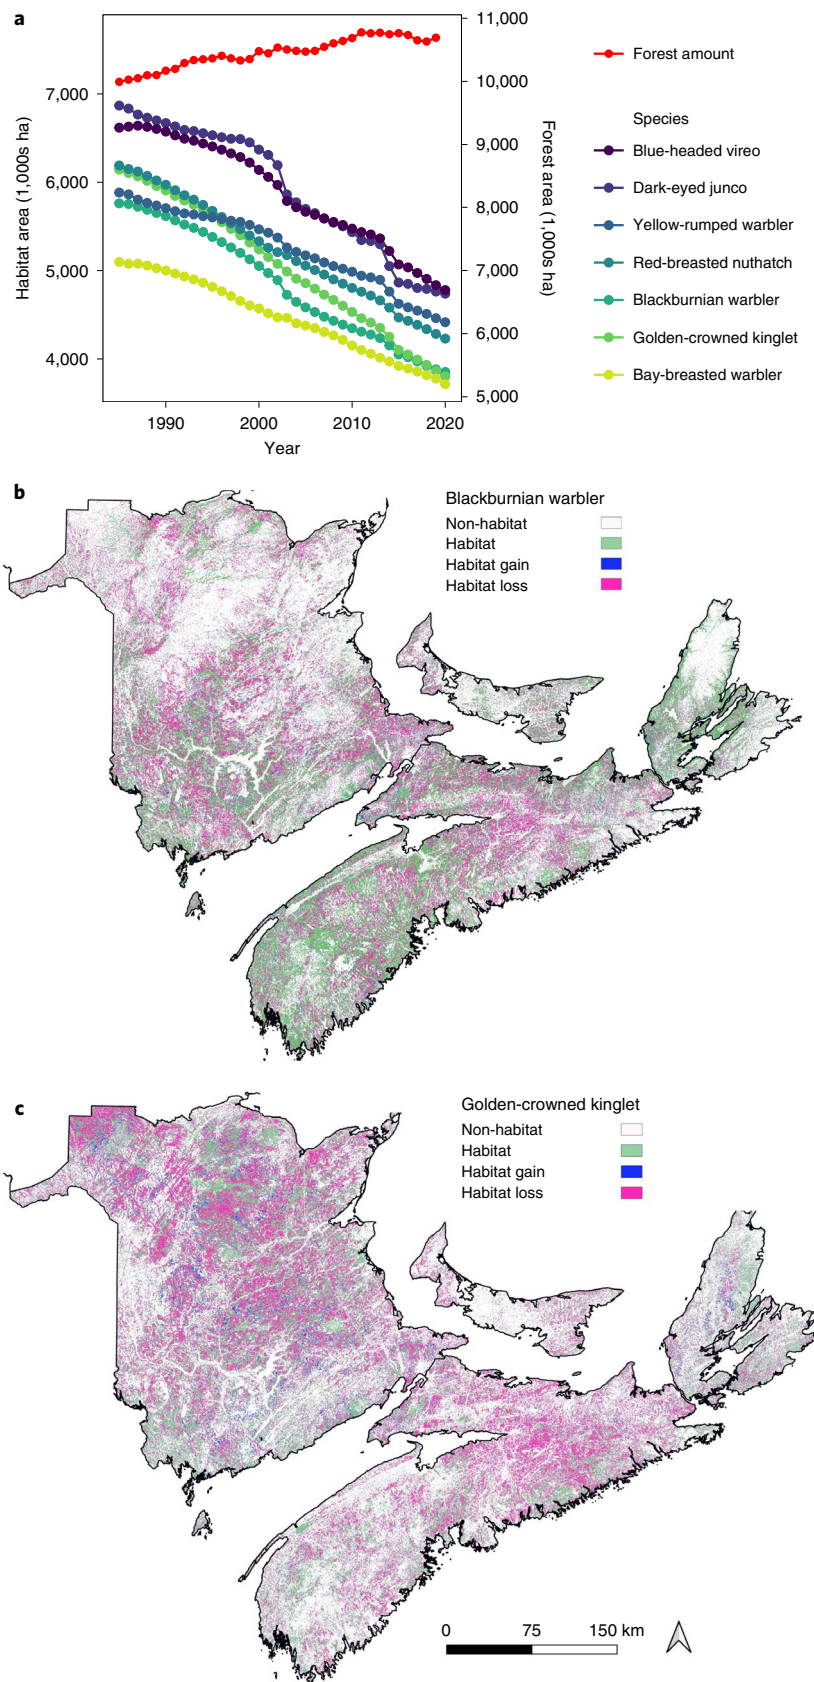 a
11,000
10,000
9,000
8,000
7,000
6,000
5,000
7,000
6,000
5,000
4,000
Habitat area (1,000s ha)
Forest area (1,000s ha)
1990
2000
2010
2020
Year
Forest amount
Species
Blue-headed vireo
Dark-eyed junco
Yellow-rumped warbler
Red-breasted nuthatch
Blackburnian warbler
Golden-crowned kinglet
Bay-breasted warbler
b
Blackburnian warbler
Non-habitat
Habitat
Habitat gain
Habitat loss
c
Golden-crowned kinglet
Non-habitat
Habitat
Habitat gain
Habitat loss
0 75 150 km